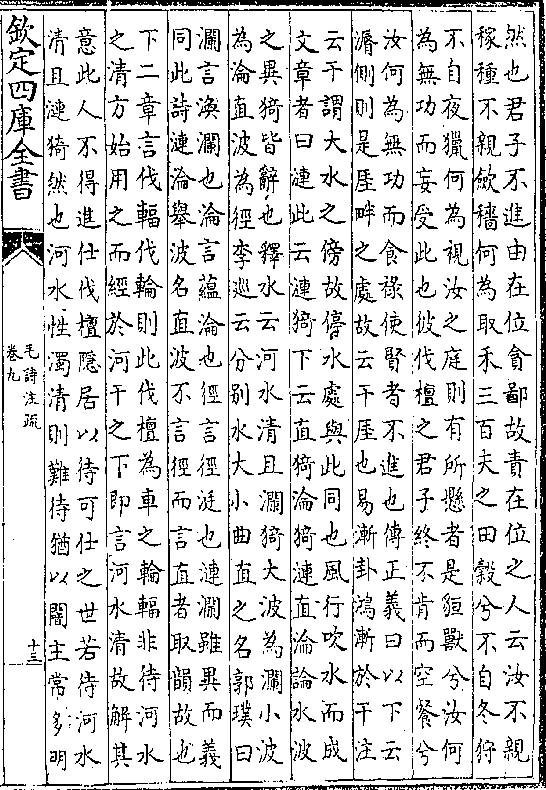 然也君子不進由在位貪鄙故責在位之人云汝不親
稼種不親斂穡何為取禾三百夫之田穀兮不自冬狩
不自夜獵何為視汝之庭則有所懸者是貆獸兮汝何
為無功而妄受此也彼伐檀之君子終不肯而空餐兮
汝何為無功而食祿使賢者不進也傳正義曰以下云
漘側則是厓畔之處故云干厓也易漸卦鴻漸於干注
云干謂大水之傍故停水處與此同也風行吹水而成
文章者曰漣此云漣猗下云直猗淪猗漣直淪論水波
之異猗皆辭也釋水云河水清且瀾猗大波為瀾小波
為淪直波為徑李巡云分别水大小曲直之名郭璞曰
瀾言渙瀾也淪言蘊淪也徑言徑涏也漣瀾雖異而義
同此詩漣淪舉波名直波不言徑而言直者取韻故也
下二章言伐輻伐輪則此伐檀為車之輪輻非待河水
之清方始用之而經於河干之下即言河水清故解其
意此人不得進仕伐檀隱居以待可仕之世若待河水
清且漣猗然也河水性濁清則難待猶以闇主常多明
欽定四庫全書
毛詩注疏
卷九
十三